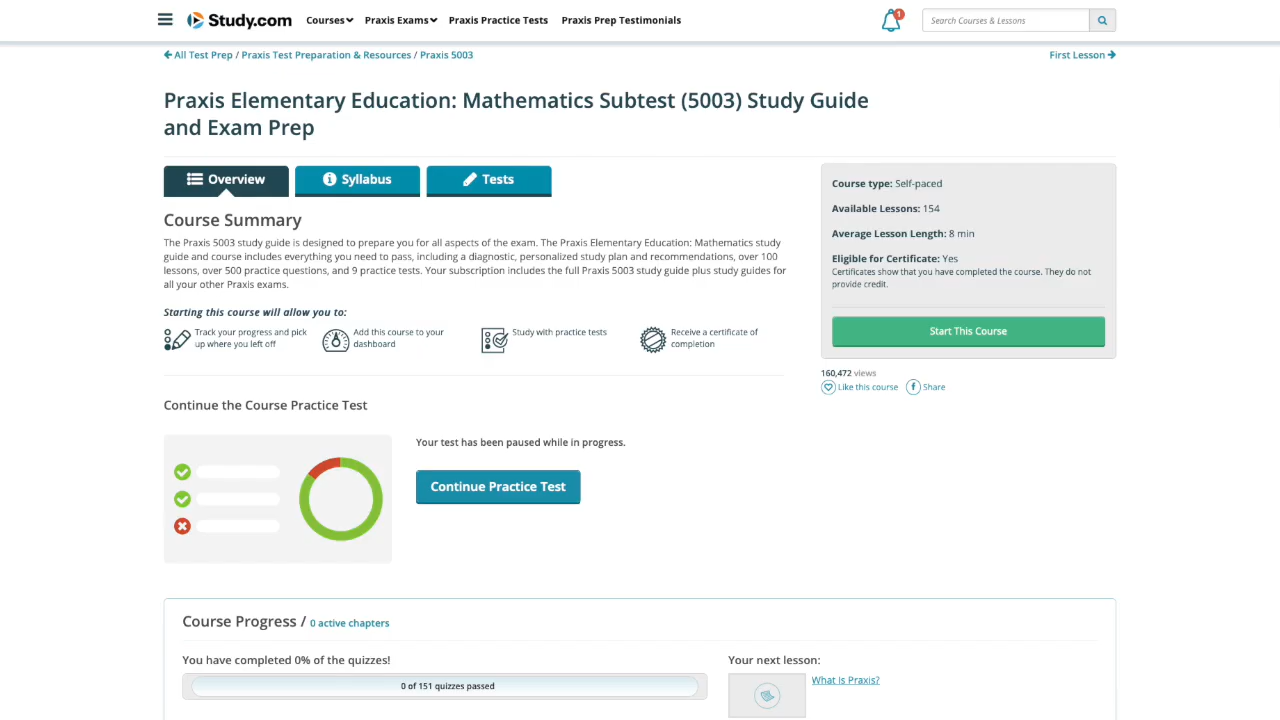 Study.com Courses Praxis Exams Praxis Practice Tests Praxis Prep Testimonials 1 Search Courses & Lessons
All Test Prep / Praxis Test Preparation & Resources / Praxis 5003 First Lesson
Praxis Elementary Education: Mathematics Subtest (5003) Study Guide
and Exam Prep
Overview Syllabus Tests
Course Summary
The Praxis 5003 study guide is designed to prepare you for all aspects of the exam. The Praxis Elementary Education: Mathematics study
guide and course includes everything you need to pass, including a diagnostic, personalized study plan and recommendations, over 100
lessons, over 500 practice questions, and 9 practice tests. Your subscription includes the full Praxis 5003 study guide plus study guides for
all your other Praxis exams.
Starting this course will allow you to:
Track your progress and pick
up where you left off
Add this course to your
dashboard
Study with practice tests
Receive a certificate of
completion
Course type: Self-paced
Available Lessons: 154
Average Lesson Length: 8 min
Eligible for Certificate: Yes
Certificates show that you have completed the course. They do not
provide credit.
Start This Course
160,472 views
Like this course Share
Continue the Course Practice Test
Your test has been paused while in progress.
Continue Practice Test
Course Progress / 0 active chapters
You have completed 0% of the quizzes!
0 of 151 quizzes passed
Your next lesson:
What is Praxis?